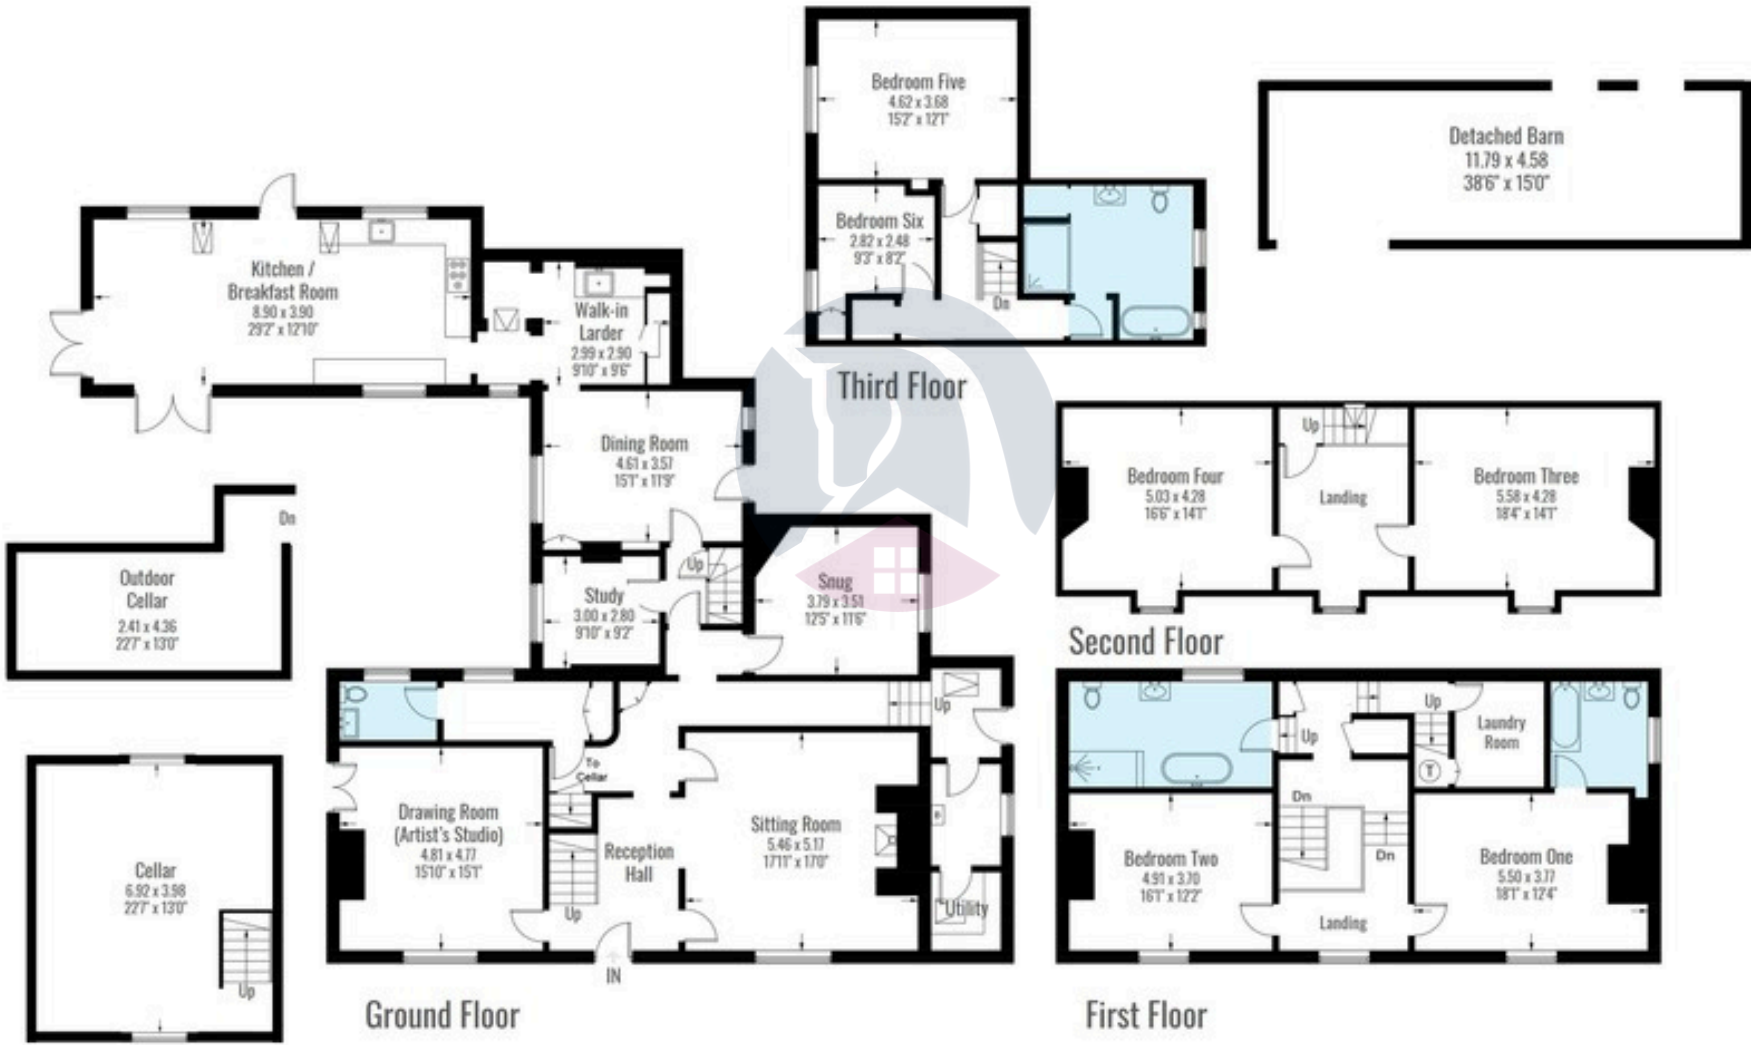 Bedroom Five
4.62 x 3.68
15'2" x 12'1"
Bedroom Six
2.82 x 2.48
9'3" x 8'2"
Dn
Third Floor
Detached Barn
11.79 x 4.58
38'6" x 15'0"
Kitchen /
Breakfast Room
8.90 x 3.90
29'2" x 12'10"
Walk-in
Larder
2.99 x 2.90
9'10" x 9'6"
Dining Room
4.61 x 3.57
15'1" x 11'9"
Up
Study
3.00 x 2.80
9'10" x 9'2"
Snug
3.79 x 3.51
12'5" x 11'6"
Up
To
Cellar
Drawing Room
(Artist's Studio)
4.81 x 4.77
15'10" x 15'1"
Reception
Hall
Up
Sitting Room
5.46 x 5.17
17'11" x 17'0"
Utility
IN
Ground Floor
Dn
Outdoor
Cellar
2.41 x 4.36
22'7" x 13'0"
Cellar
6.92 x 3.98
22'7" x 13'0"
Up
Bedroom Four
5.03 x 4.28
16'6" x 14'1"
Up
Landing
Bedroom Three
5.58 x 4.28
18'4" x 14'1"
Second Floor
Up
Up
Laundry
Room
T
Dn
Dn
Bedroom Two
4.91 x 3.70
16'1" x 12'2"
Bedroom One
5.50 x 3.77
18'1" x 12'4"
Landing
First Floor